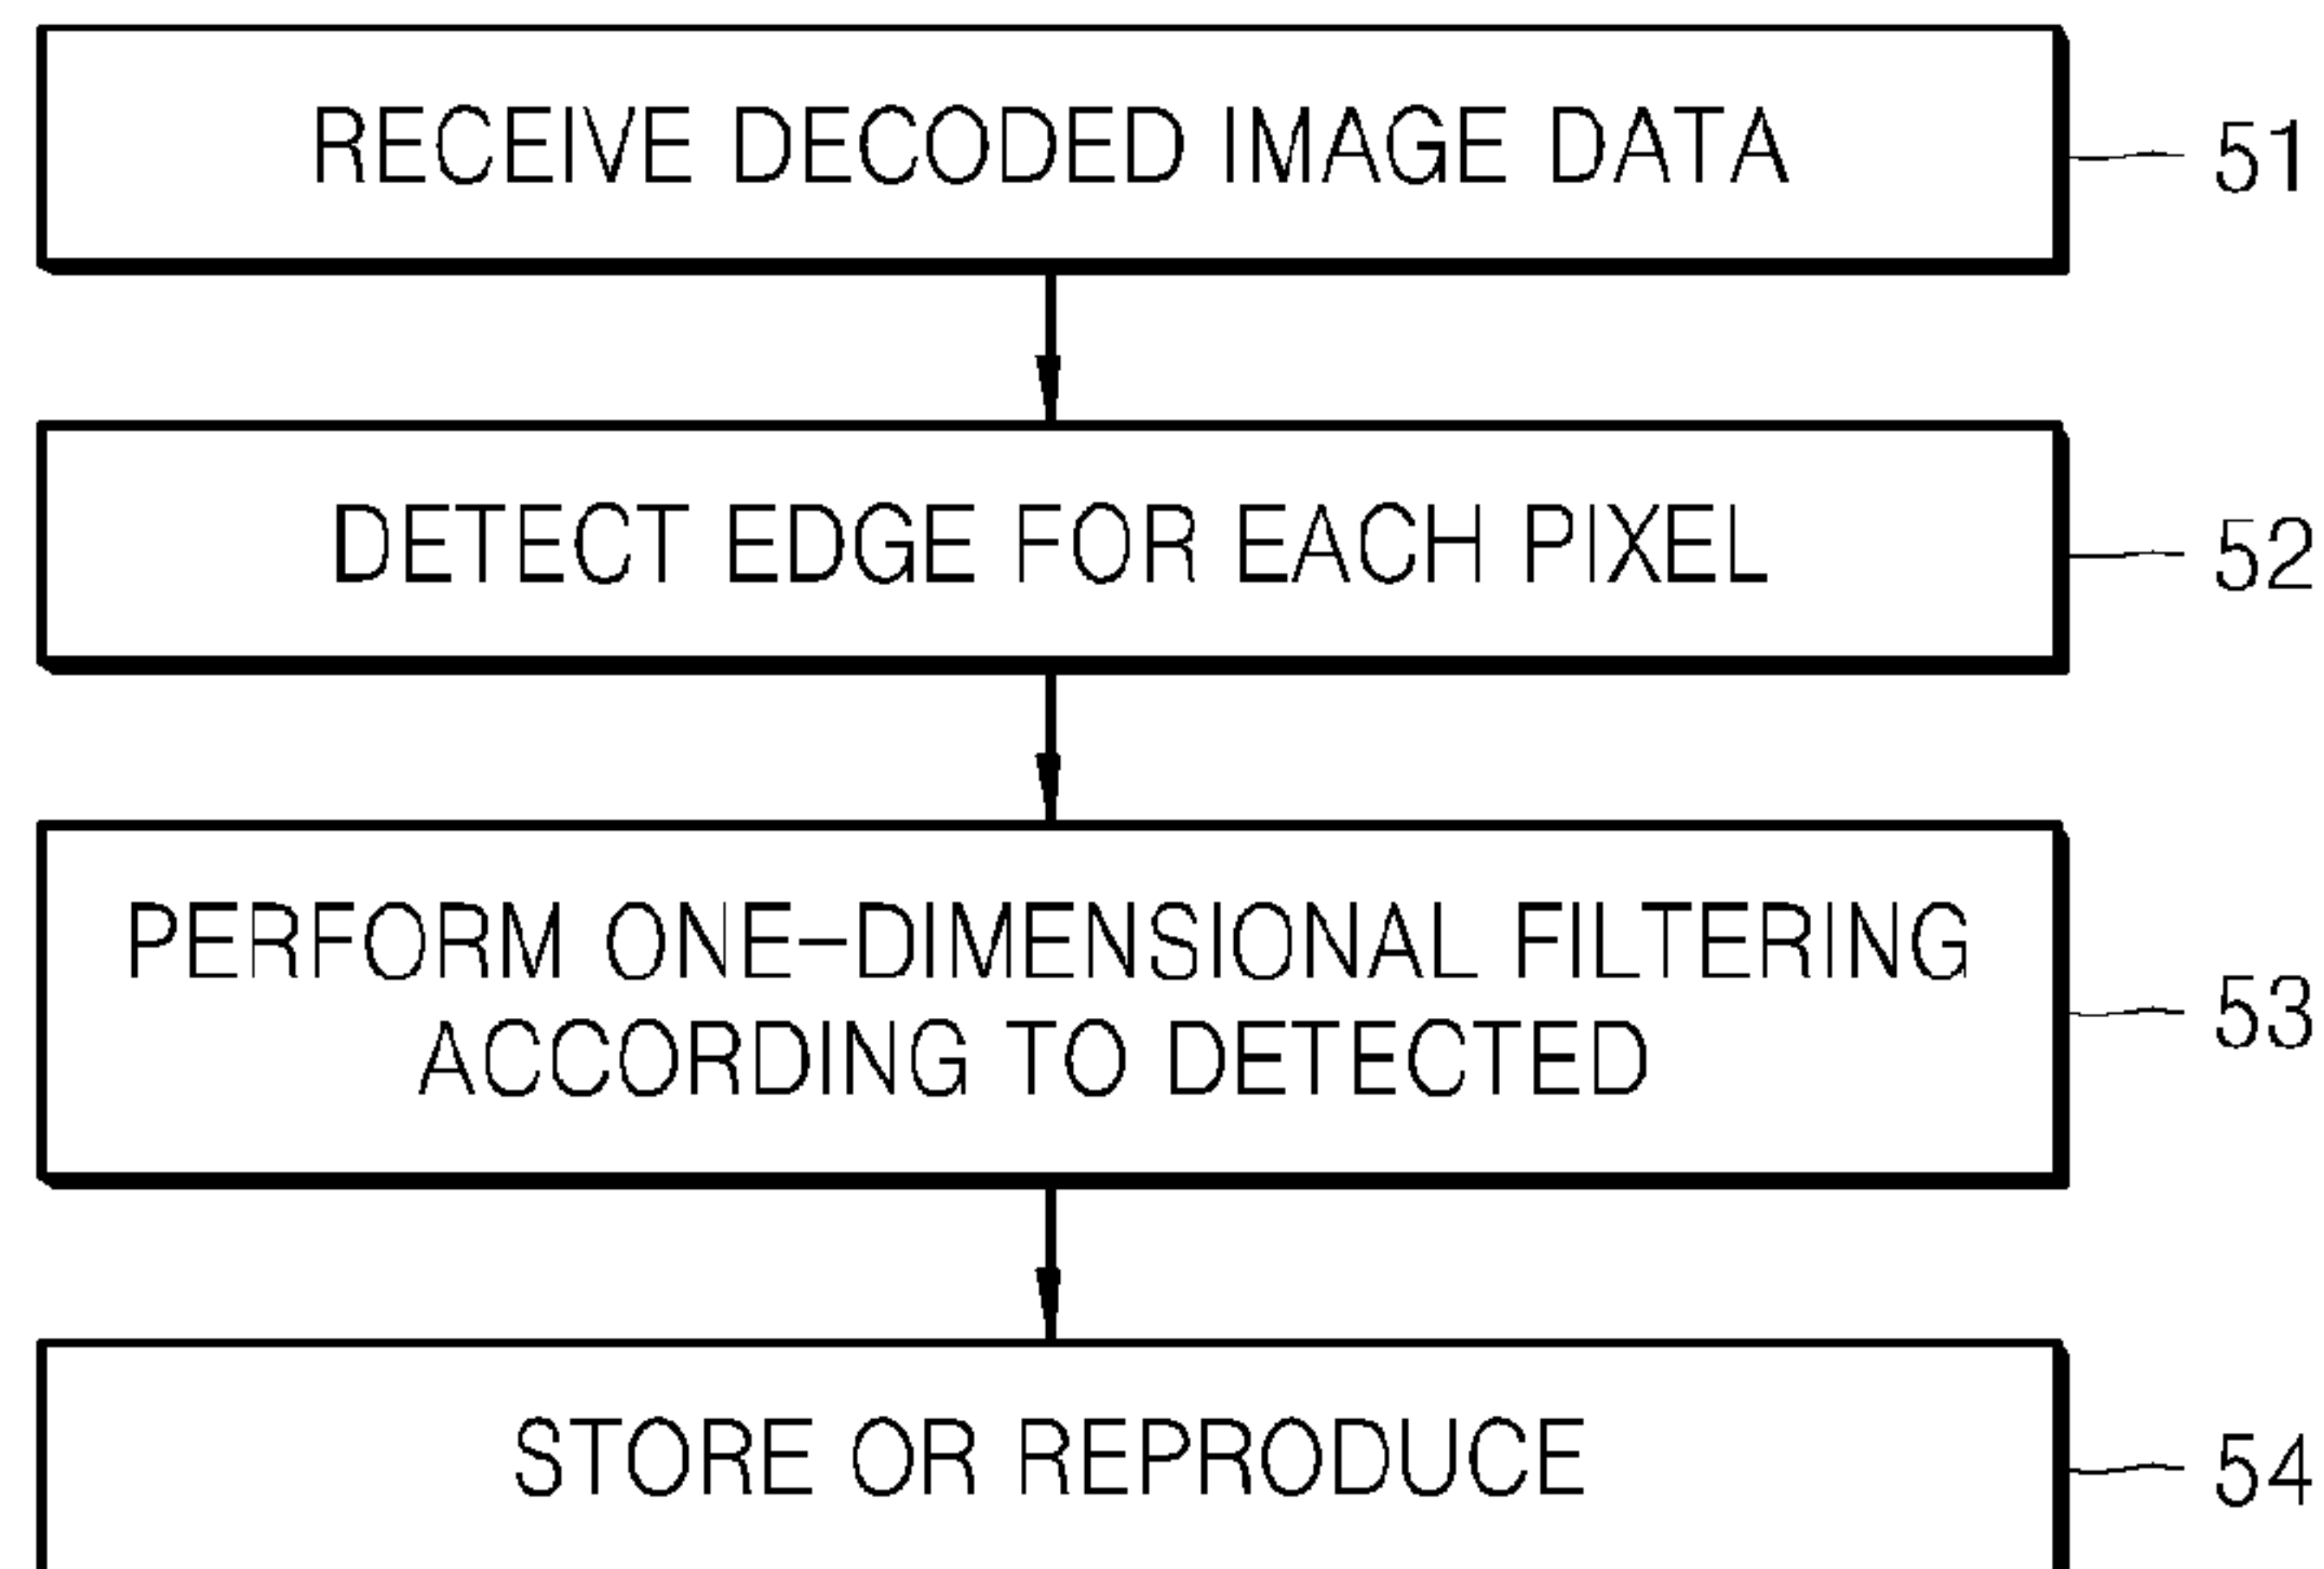 RECEIVE DECODED IMAGE DATA
51
DETECT EDGE FOR EACH PIXEL
52
PERFORM ONE-DIMENSIONAL FILTERING
ACCORDING TO DETECTED
53
STORE OR REPRODUCE
54